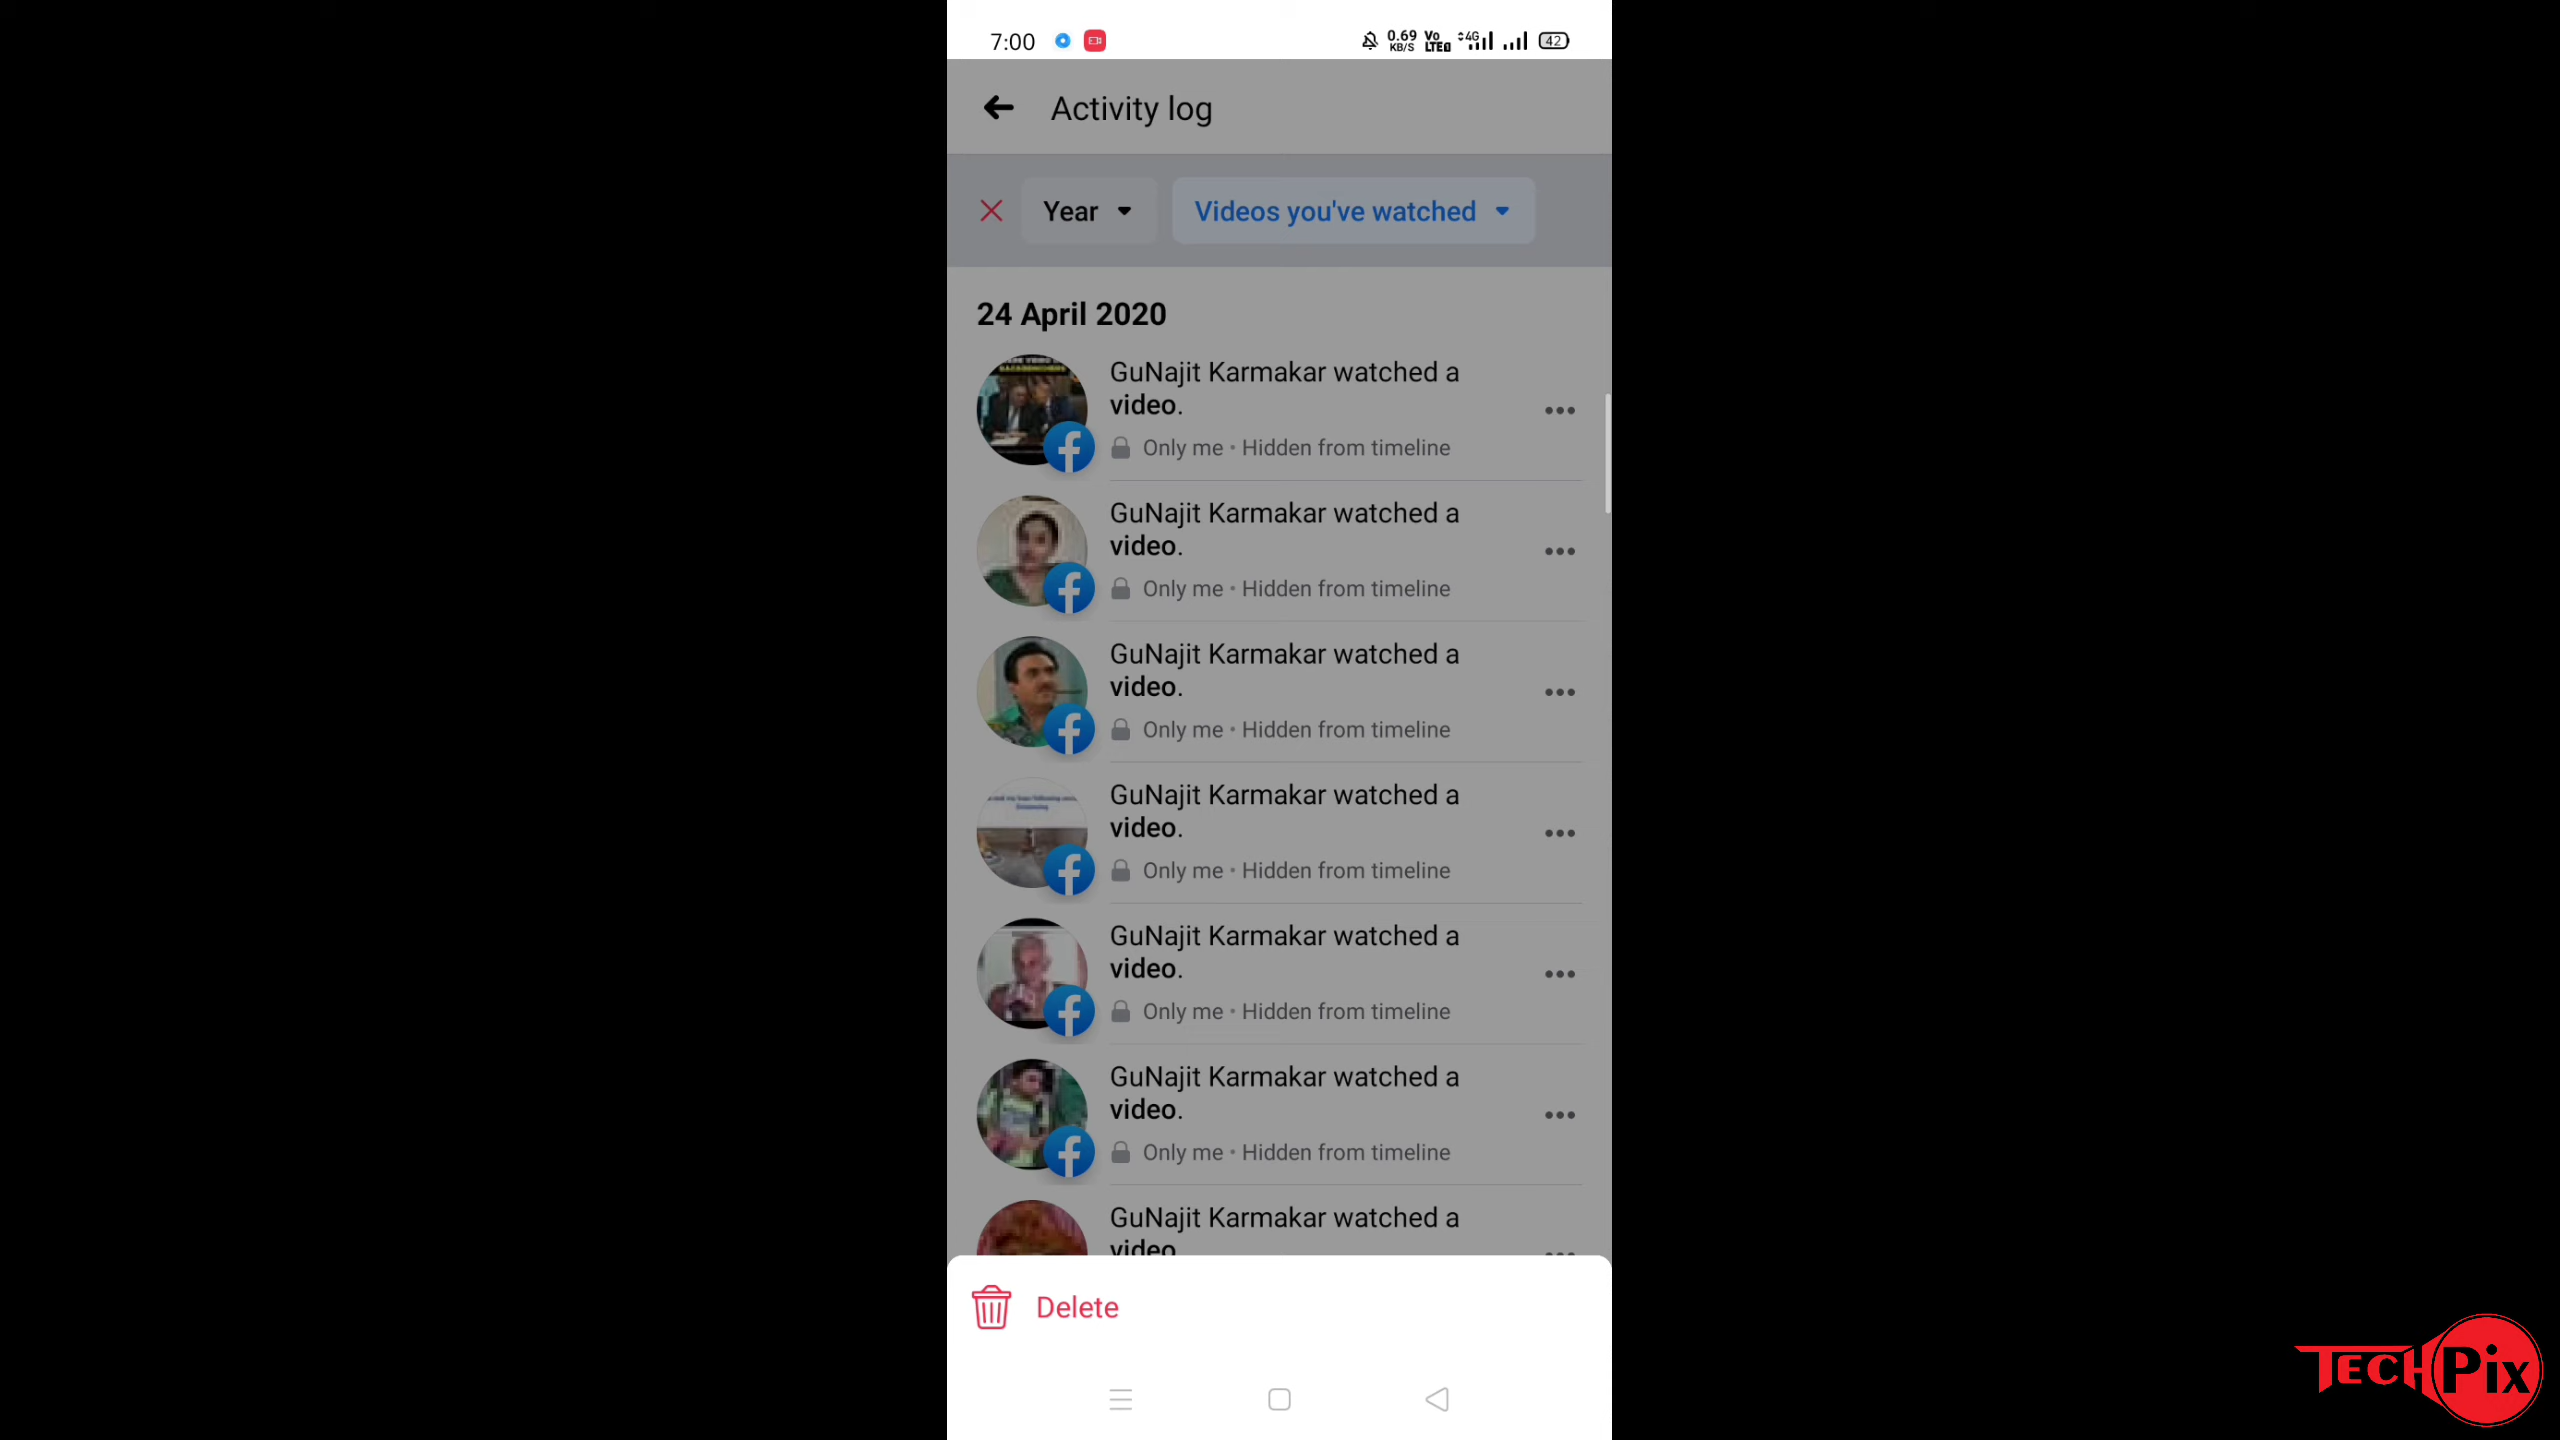 7:00
0.69 KB/S
Vo LTE
4G
42
Activity log
Year
Videos you've watched
24 April 2020
GuNajit Karmakar watched a
video.
Only me • Hidden from timeline
GuNajit Karmakar watched a
video.
Only me • Hidden from timeline
GuNajit Karmakar watched a
video.
Only me • Hidden from timeline
GuNajit Karmakar watched a
video.
Only me • Hidden from timeline
GuNajit Karmakar watched a
video.
Only me • Hidden from timeline
GuNajit Karmakar watched a
video.
Only me • Hidden from timeline
GuNajit Karmakar watched a
video
Delete
TECHPix